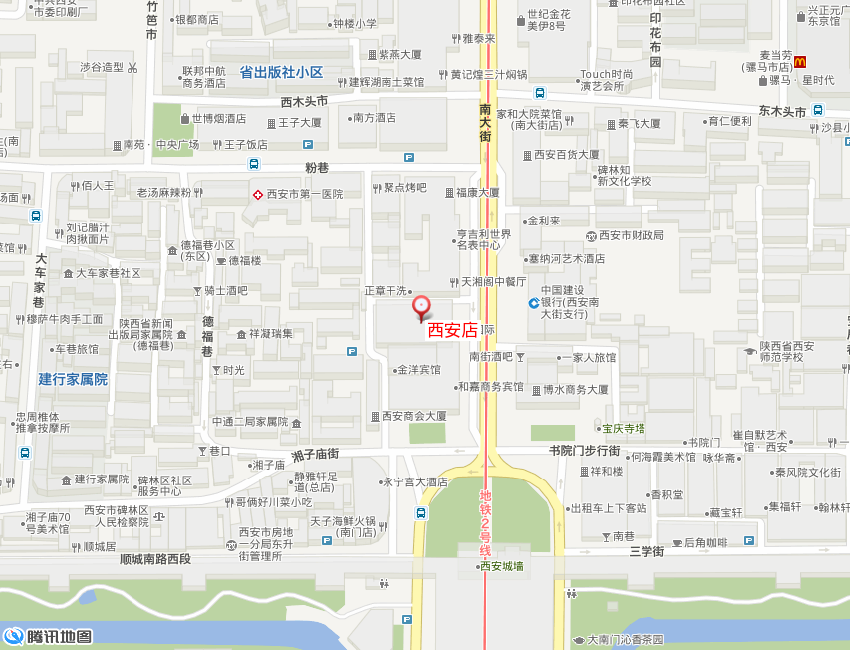 中共西安
市委印刷厂
竹笆市
银都商店
钟楼小学
世纪金花
美伊8号
印花布园社区
印花布园
兴正元广
东京馆
涉谷造型
联邦中航
商务酒店
省出版社小区
紫燕大厦
建辉湖南土菜馆
雅泰来
黄记煌三汁焖锅
Touch时尚
演艺会所
麦当劳
(骡马市店)
骡马·星时代
西木头市
南大街
东木头市
世博烟酒店
王子大厦
南方酒店
家和大院菜馆
(南大街店)
秦飞大厦
育仁便利
沙县小
南苑·中央广场
王子饭店
西安百货大厦
粉巷
碑林知
新文化学校
佰人王
老汤麻辣粉
西安市第一医院
聚点烤吧
福康大厦
汤面
刘记腊汁
肉揪面片
金利来
德福巷小区
(东区)
德福楼
亨吉利世界
名表中心
西安市财政局
菜馆
大车家巷
大车家巷社区
塞纳河艺术酒店
骑士酒吧
正章干洗
天湘阁中餐厅
中国建设
银行(西安南
大街支行)
穆萨牛肉手工面
陕西省新闻
出版局家属院
(德福巷)
德福巷
祥凝瑞集
西安店
国际
车巷旅馆
南街酒吧
一家人旅馆
陕西省西安
师范学校
建行家属院
时光
金洋宾馆
和嘉商务宾馆
博水商务大厦
忠周椎体
推拿按摩所
中通二局家属院
西安商会大厦
宝庆寺塔
书院门
崔自默艺术
馆·西安
巷口
湘子庙街
书院门步行街
何海霞美术馆
咏华斋
湘子庙
祥和楼
秦风院文化街
建行家属院
碑林区社区
服务中心
静雅轩足
道(总店)
永宁宫大酒店
地铁2号线
香积堂
哥俩好川菜小吃
出租车上下客站
藏宝轩
集福轩
翰林轩
湘子庙70
号美术馆
西安市碑林区
人民检察院
天子海鲜火锅
(南门店)
西安市房地
一分局东升
街管理所
南巷
后角咖啡
顺城居
顺城南路西段
三学街
西安城墙
腾讯地图
大南门沁香茶园